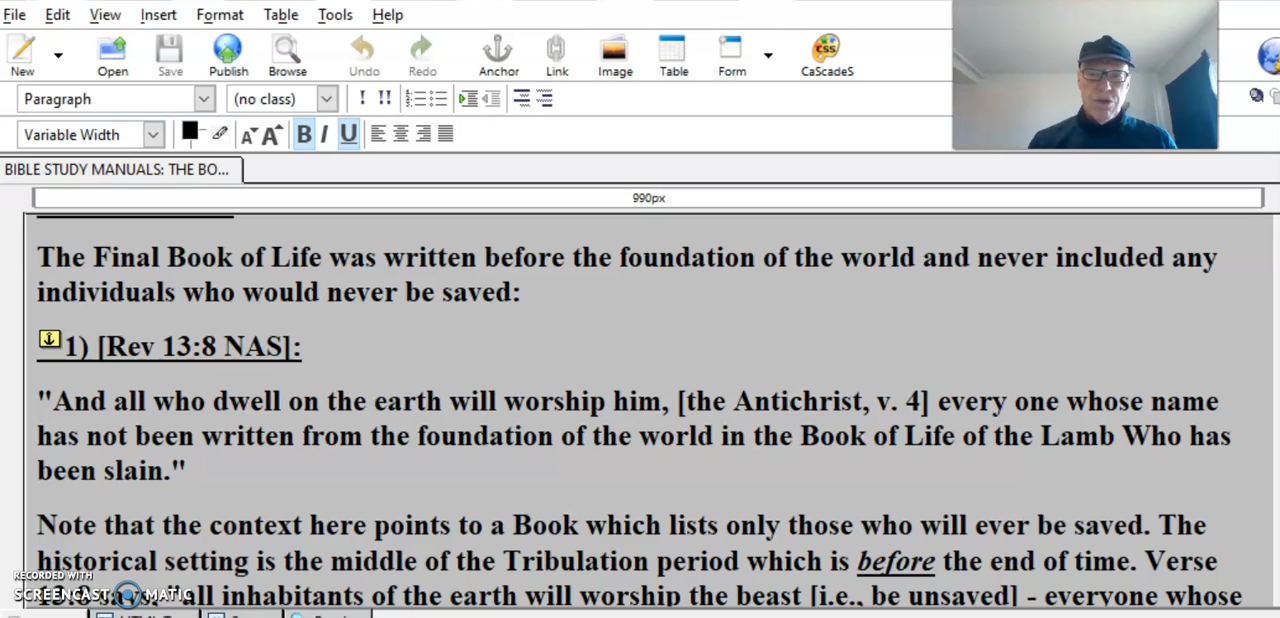 File Edit View Insert Format Table Tools Help
New Open Save Publish Browse Undo Redo Anchor Link Image Table Form CaScadeS
Paragraph (no class) ! !!
Variable Width A A B I U
BIBLE STUDY MANUALS: THE BO...
990px
The Final Book of Life was written before the foundation of the world and never included any
individuals who would never be saved:
1) [Rev 13:8 NAS]:
"And all who dwell on the earth will worship him, [the Antichrist, v. 4] every one whose name
has not been written from the foundation of the world in the Book of Life of the Lamb Who has
been slain."
Note that the context here points to a Book which lists only those who will ever be saved. The
historical setting is the middle of the Tribulation period which is before the end of time. Verse
"all inhabitants of the earth will worship the beast [i.e., be unsaved] - everyone whose
RECORDED WITH
SCREENCAST MATIC